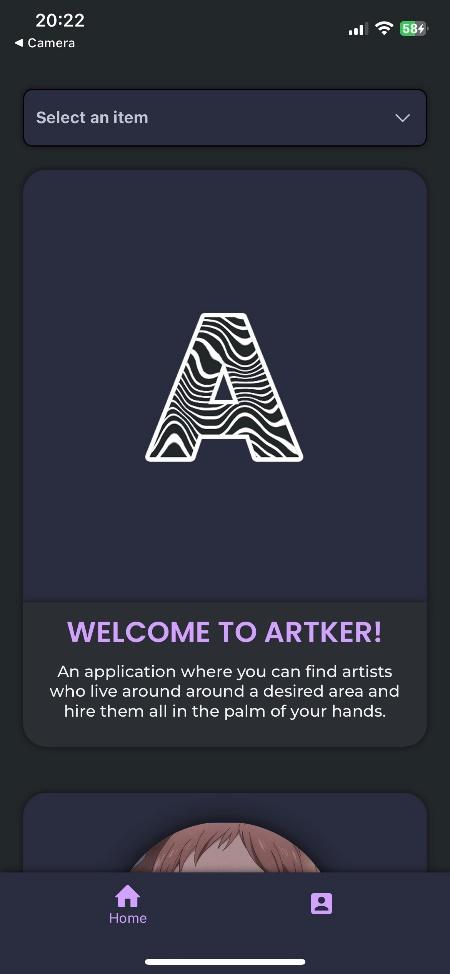 20:22
58
◀ Camera
Select an item
A
WELCOME TO ARTKER!
An application where you can find artists
who live around around a desired area and
hire them all in the palm of your hands.
Home